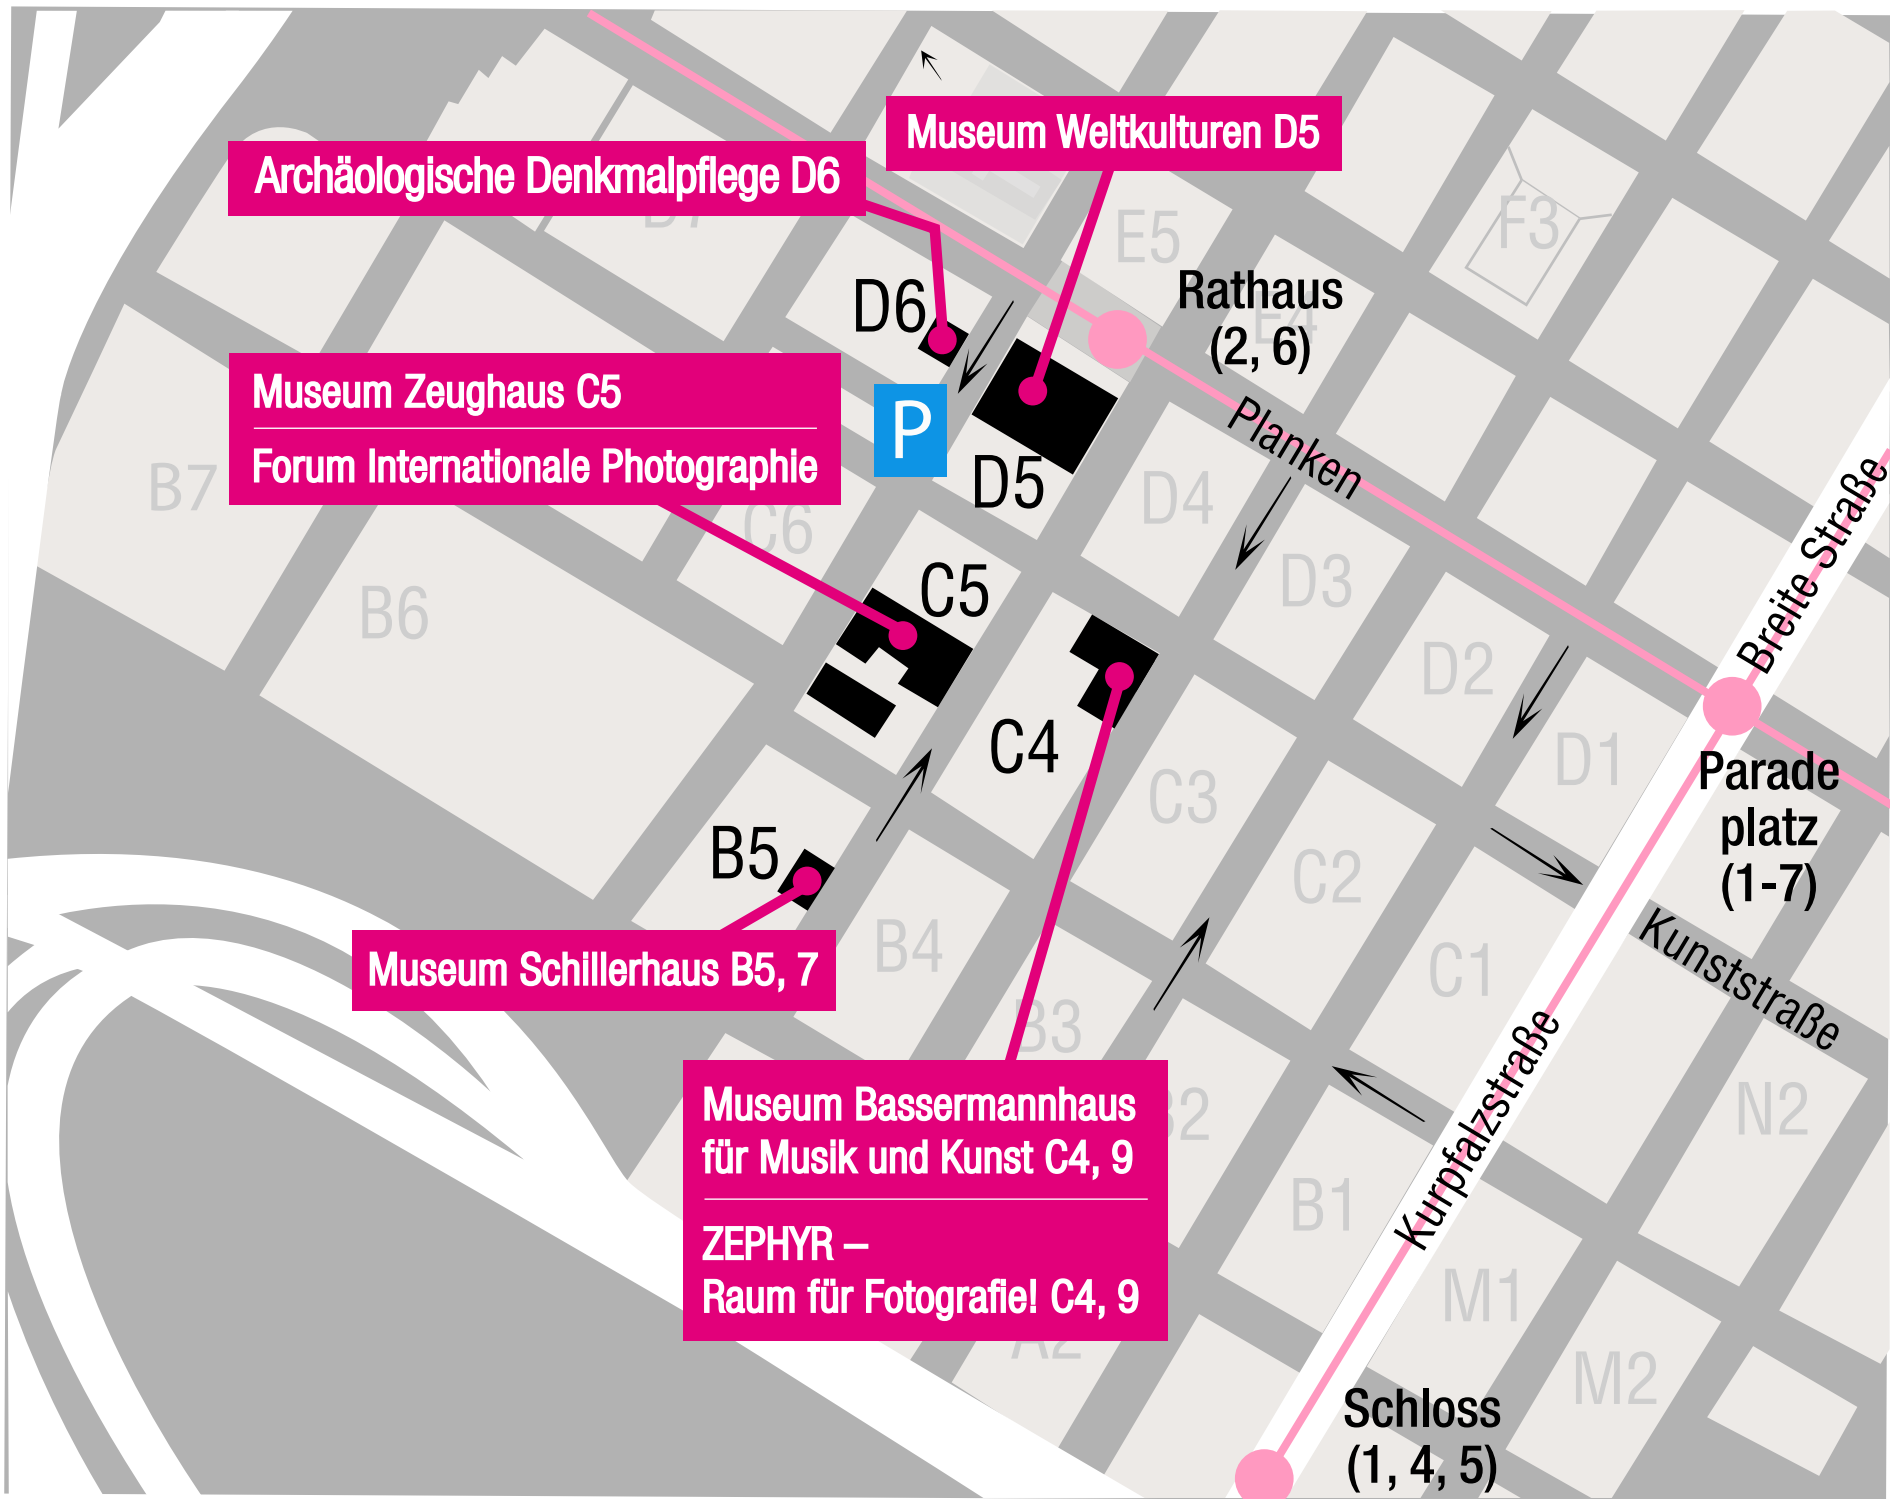 Museum Weltkulturen D5
Archäologische Denkmalpflege D6
E5
F3
D6
Rathaus
(2, 6)
E4
Museum Zeughaus C5
Forum Internationale Photographie
P
Planken
B7
D5
D4
C6
Breite Straße
B6
C5
D3
D2
C4
C3
D1
Parade
platz
(1-7)
B5
C2
B4
C1
Kunststraße
Museum Schillerhaus B5, 7
B3
Kurpfalzstraße
Museum Bassermannhaus
für Musik und Kunst C4, 9
B2
N2
ZEPHYR –
Raum für Fotografie! C4, 9
B1
M1
A2
M2
Schloss
(1, 4, 5)